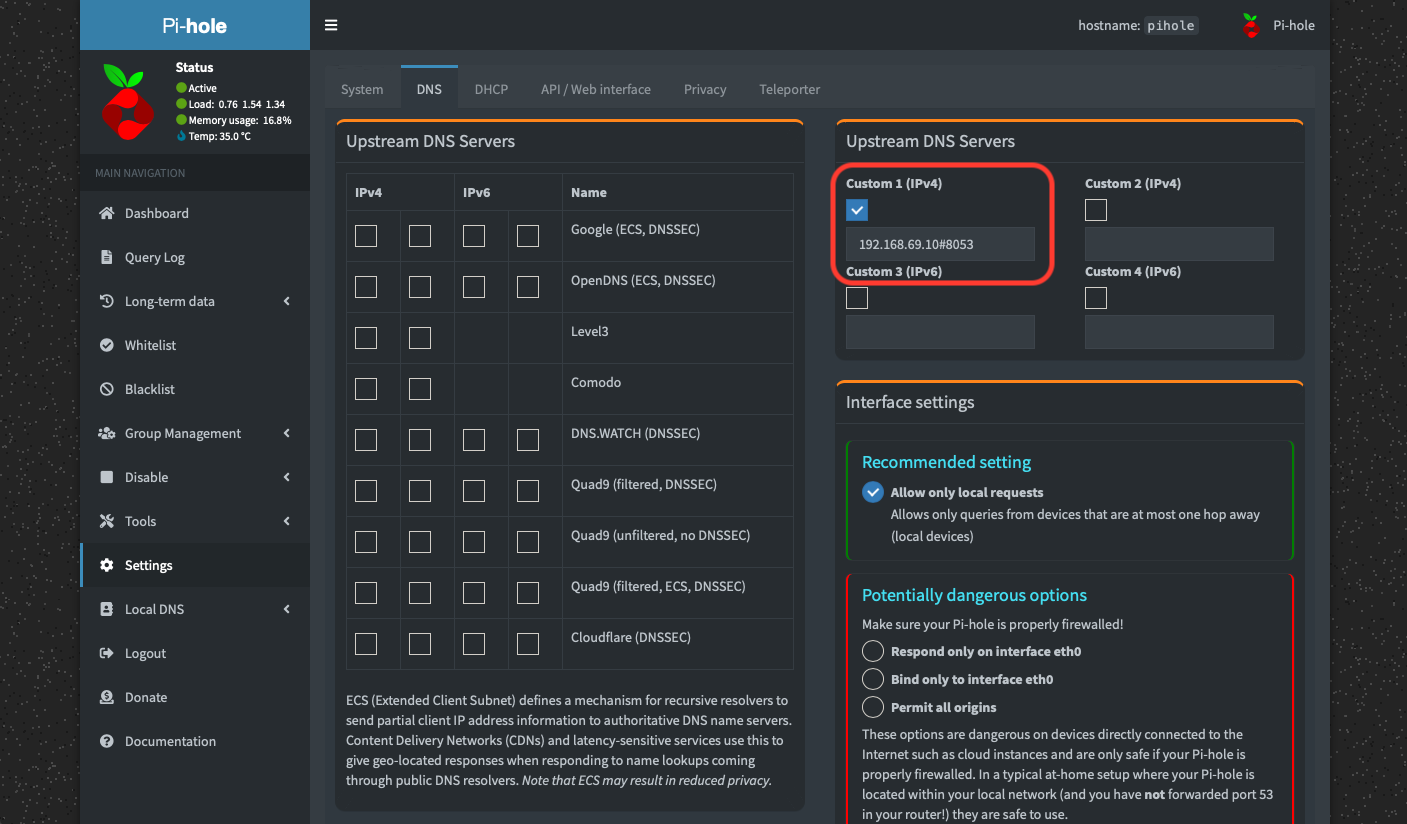 Pi-hole
hostname: pihole
Pi-hole
Status
Active
Load: 0.76 1.54 1.34
Memory usage: 16.8%
Temp: 35.0 °C
MAIN NAVIGATION
Dashboard
Query Log
Long-term data
Whitelist
Blacklist
Group Management
Disable
Tools
Settings
Local DNS
Logout
Donate
Documentation
System DNS DHCP API / Web interface Privacy Teleporter
Upstream DNS Servers
IPv4 IPv6 Name
Google (ECS, DNSSEC)
OpenDNS (ECS, DNSSEC)
Level3
Comodo
DNS.WATCH (DNSSEC)
Quad9 (filtered, DNSSEC)
Quad9 (unfiltered, no DNSSEC)
Quad9 (filtered, ECS, DNSSEC)
Cloudflare (DNSSEC)
ECS (Extended Client Subnet) defines a mechanism for recursive resolvers to
send partial client IP address information to authoritative DNS name servers.
Content Delivery Networks (CDNs) and latency-sensitive services use this to
give geo-located responses when responding to name lookups coming
through public DNS resolvers. Note that ECS may result in reduced privacy.
Upstream DNS Servers
Custom 1 (IPv4) Custom 2 (IPv4)
192.168.69.10#8053
Custom 3 (IPv6) Custom 4 (IPv6)
Interface settings
Recommended setting
Allow only local requests
Allows only queries from devices that are at most one hop away
(local devices)
Potentially dangerous options
Make sure your Pi-hole is properly firewalled!
Respond only on interface eth0
Bind only to interface eth0
Permit all origins
These options are dangerous on devices directly connected to the
Internet such as cloud instances and are only safe if your Pi-hole is
properly firewalled. In a typical at-home setup where your Pi-hole is
located within your local network (and you have not forwarded port 53
in your router!) they are safe to use.